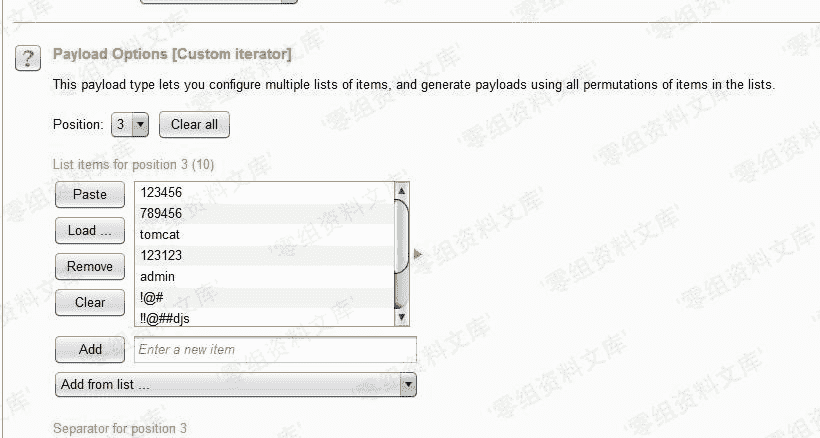 Payload Options [Custom iterator]
?
This payload type lets you configure multiple lists of items, and generate payloads using all permutations of items in the lists.
Position: 3 Clear all
List items for position 3 (10)
Paste
Load ...
Remove
Clear
123456
789456
tomcat
123123
admin
!@#
!!@##djs
Add
Enter a new item
Add from list ...
Separator for position 3
'零组资料文库'